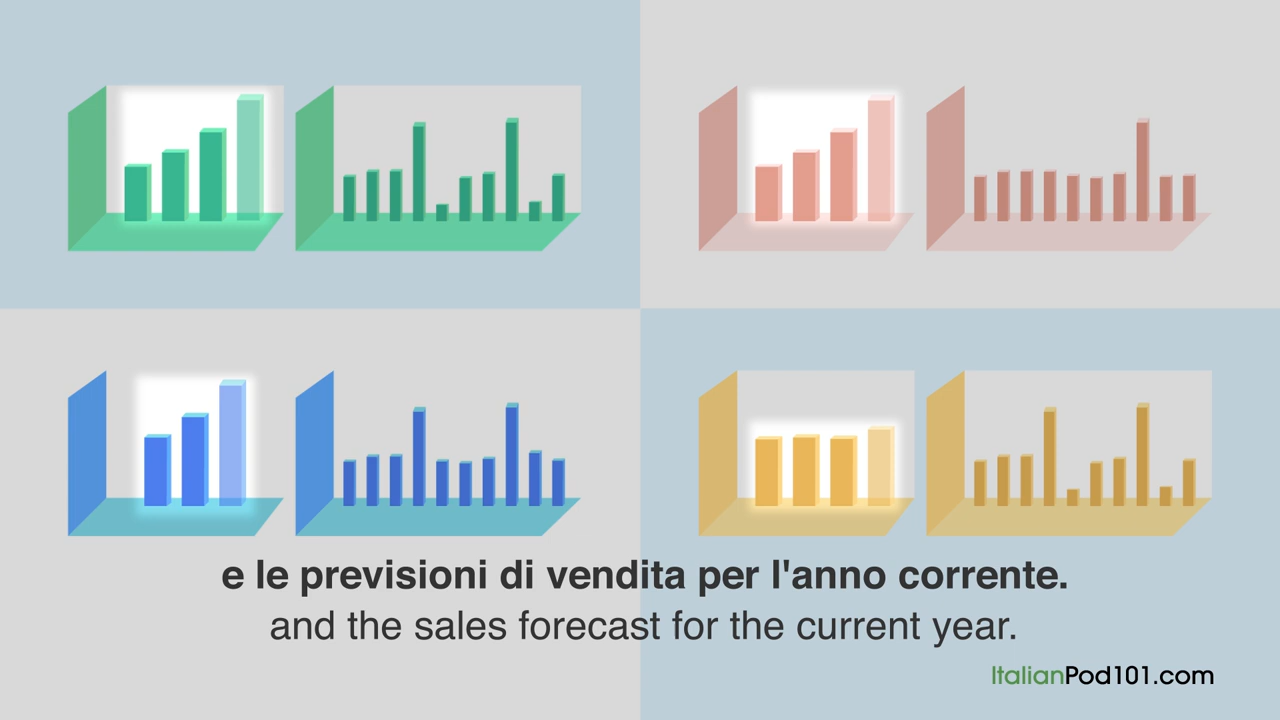 e le previsioni di vendita per l'anno corrente.
and the sales forecast for the current year.
ItalianPod101.com